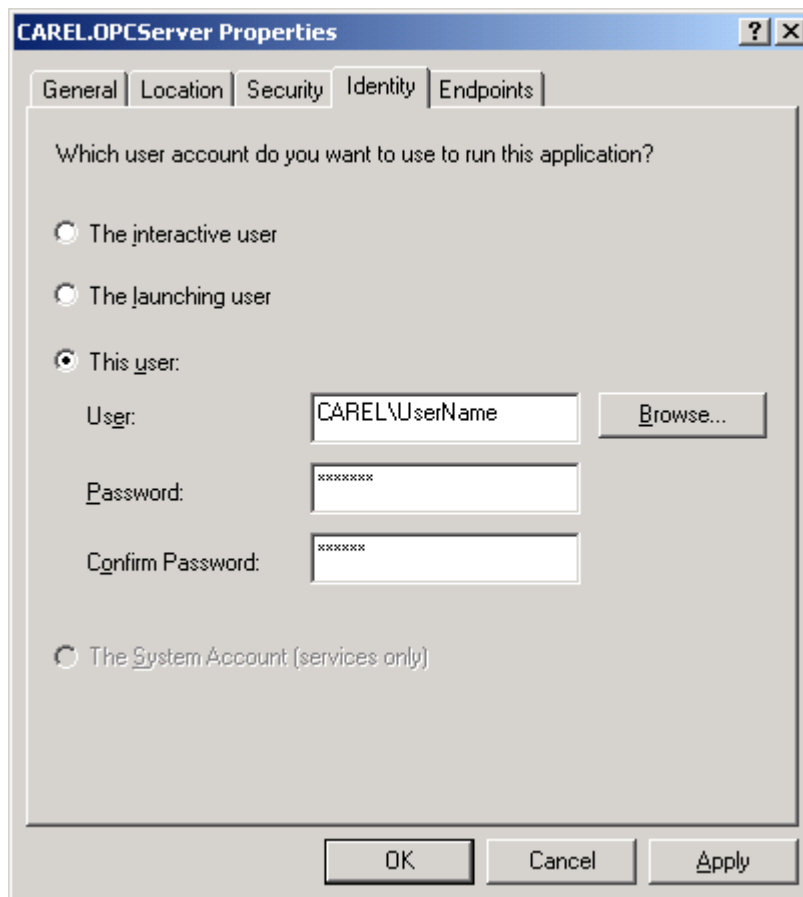 CAREL.OPCServer Properties
General Location Security Identity Endpoints
Which user account do you want to use to run this application?
The interactive user
The launching user
This user:
User: CAREL\UserName Browse...
Password: *******
Confirm Password: ******
The System Account (services only)
OK Cancel Apply